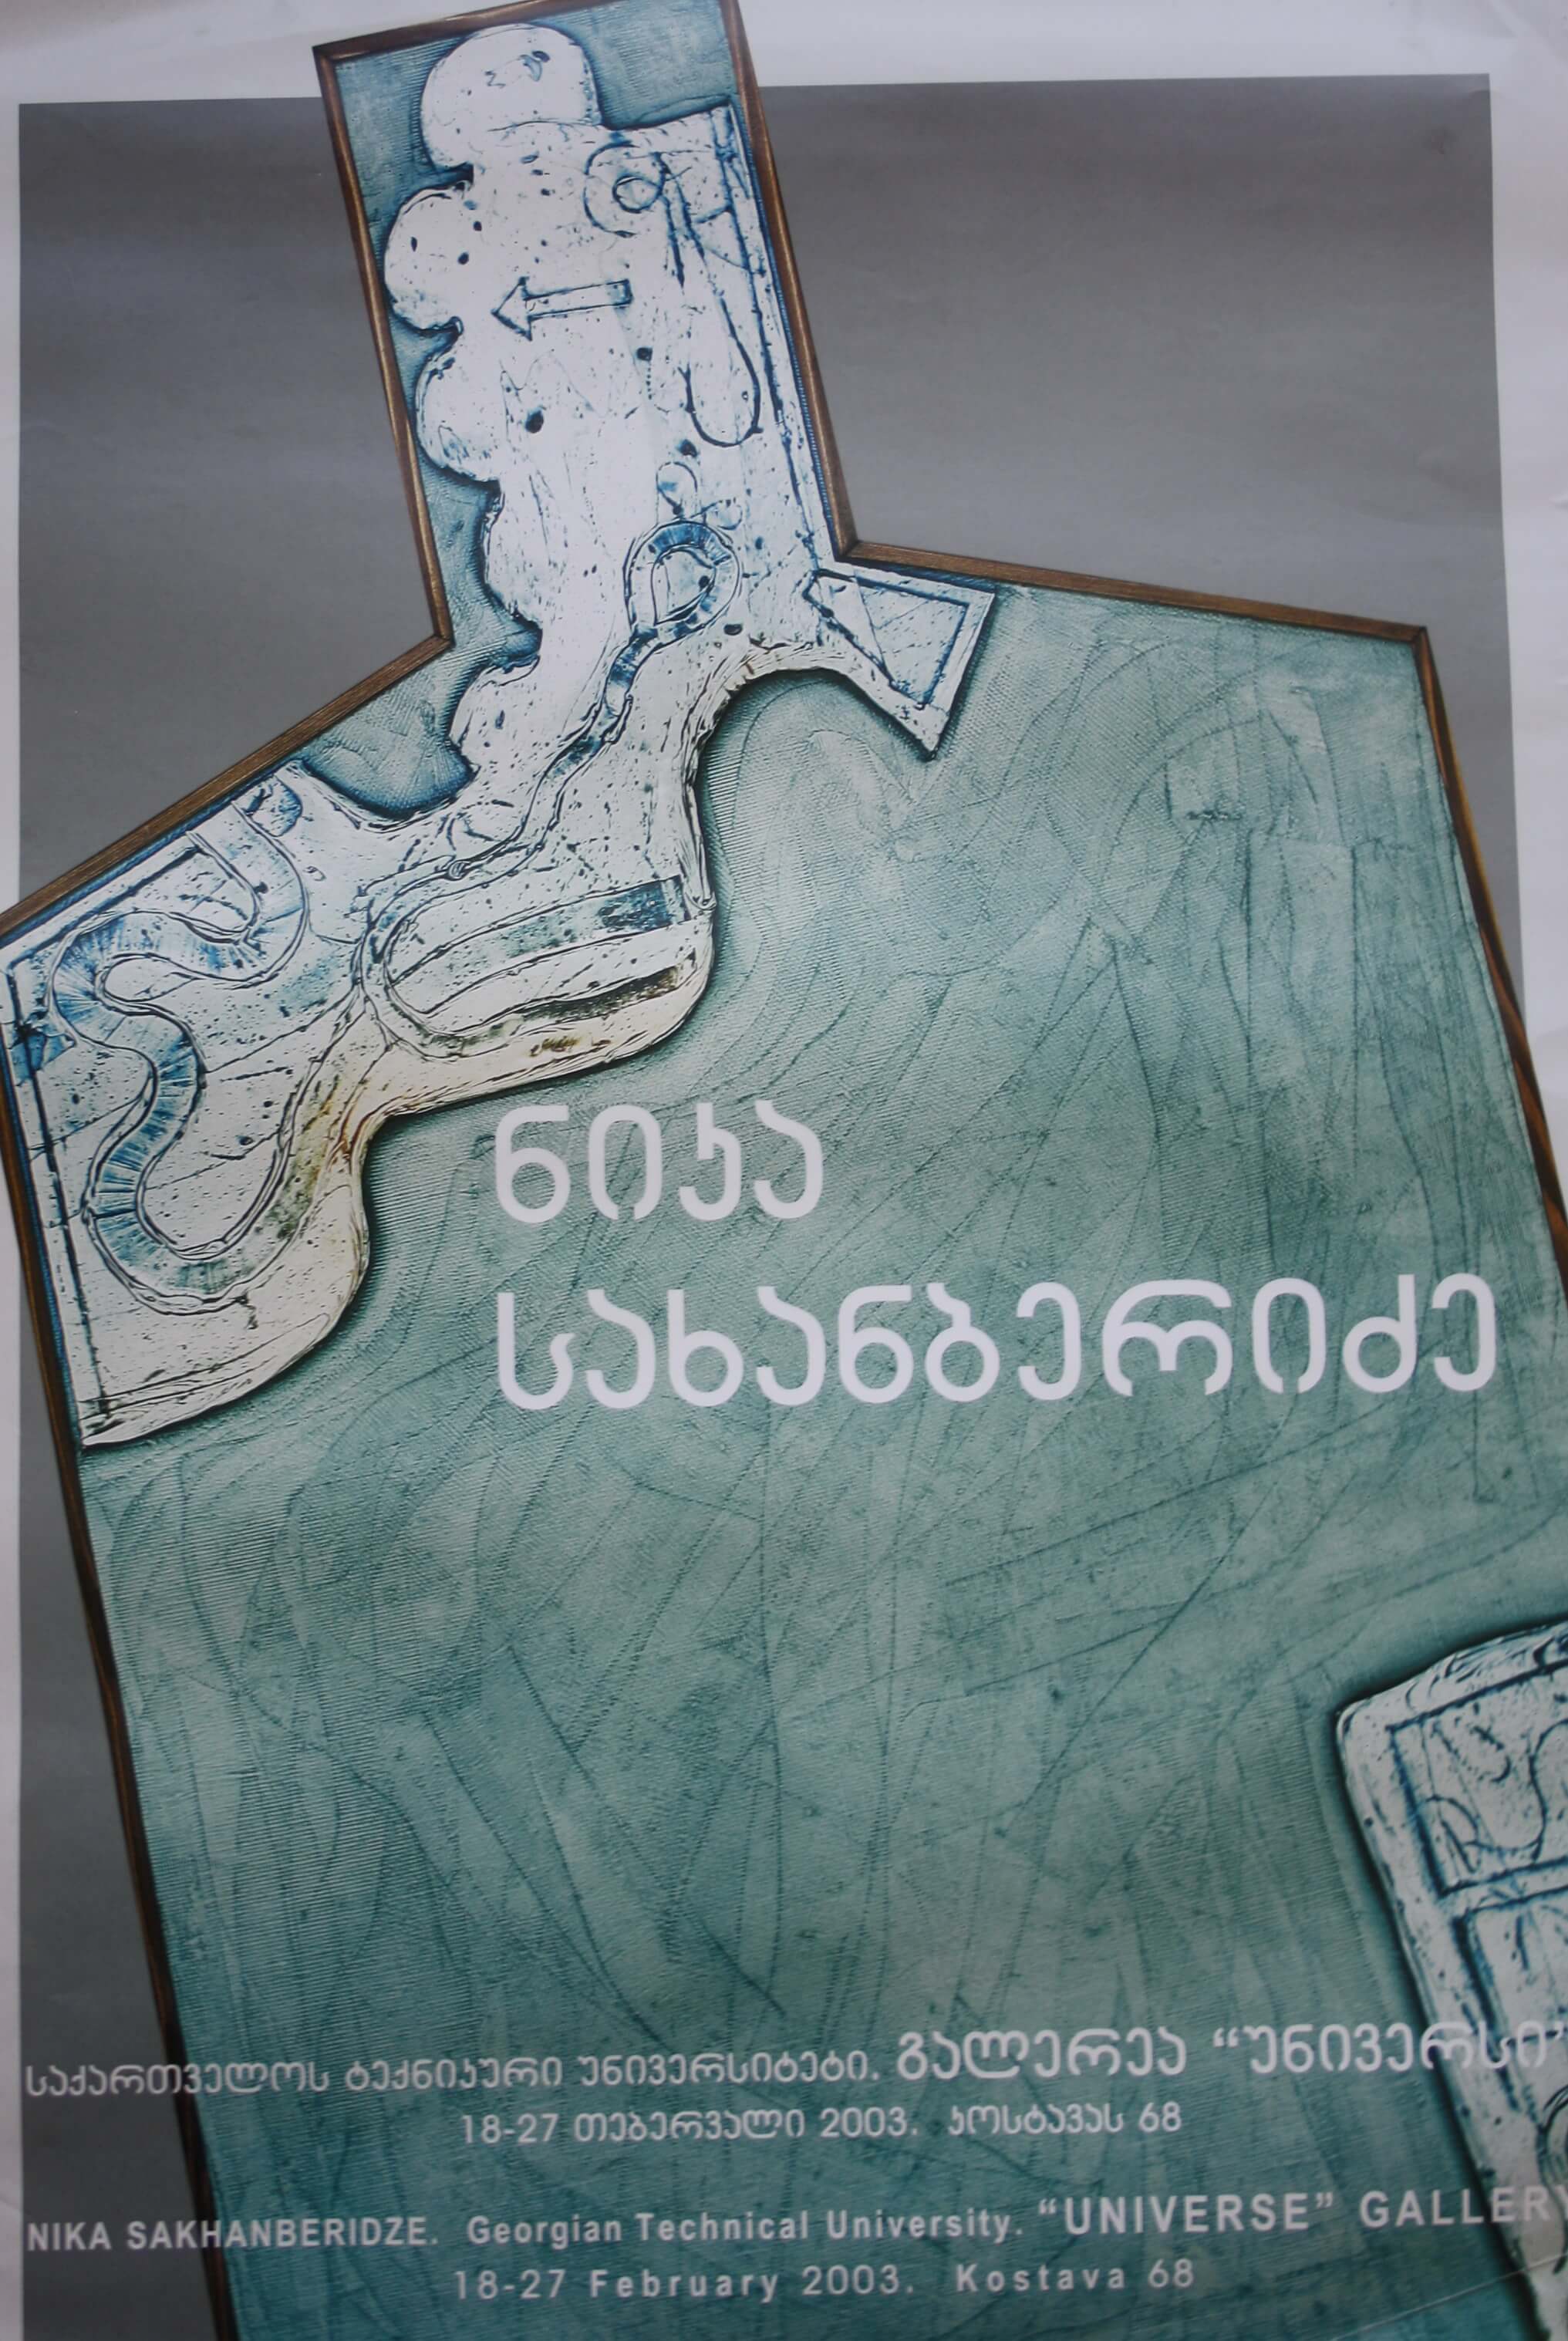 ნიკა
სახანბერიძე
საქართველოს ტექნიკური უნივერსიტეტი. გალერეა “უნივერსი”
18-27 თებერვალი 2003. კოსტავას 68
NIKA SAKHANBERIDZE. Georgian Technical University. “UNIVERSE” GALLERY
18-27 February 2003. Kostava 68